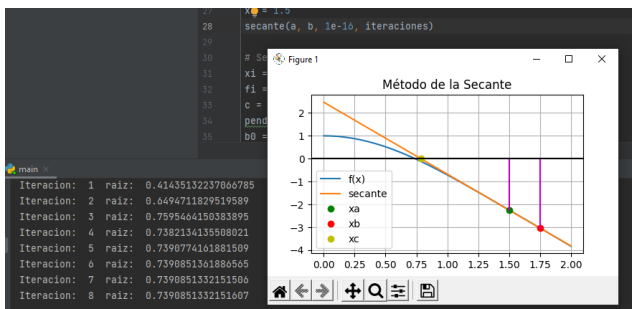 27 x = 1.5
28 secante(a, b, 1e-16, iteraciones)
29
30 # Se
31 xi =
32 fi =
33 c =
34 pend
35 b0 =
Figure 1
Método de la Secante
2
1
0
−1
−2
−3
−4
f(x)
secante
xa
xb
xc
0.00 0.25 0.50 0.75 1.00 1.25 1.50 1.75 2.00
main
Iteracion: 1 raiz: 0.41435132237066785
Iteracion: 2 raiz: 0.6494711829519589
Iteracion: 3 raiz: 0.7595464150383895
Iteracion: 4 raiz: 0.7382134135508021
Iteracion: 5 raiz: 0.7390774161881509
Iteracion: 6 raiz: 0.7390851361886565
Iteracion: 7 raiz: 0.7390851332151506
Iteracion: 8 raiz: 0.7390851332151607